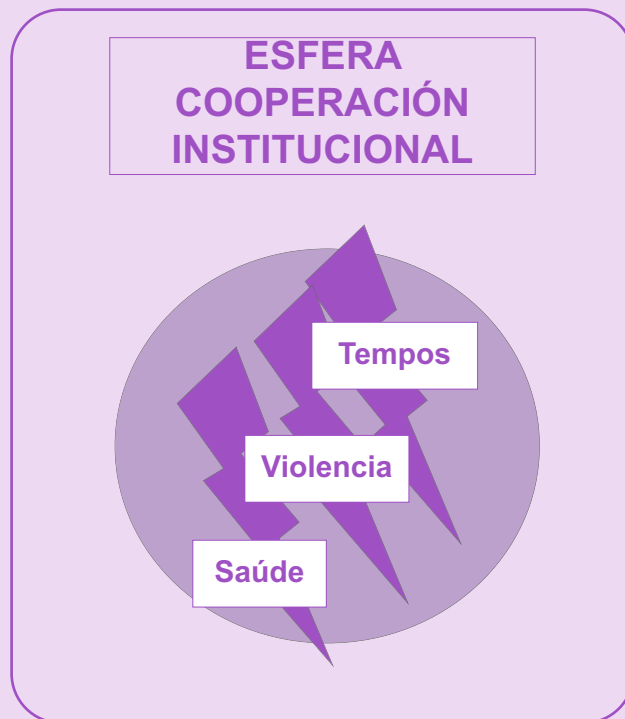 ESFERA
COOPERACIÓN
INSTITUCIONAL
Tempos
Violencia
Saúde